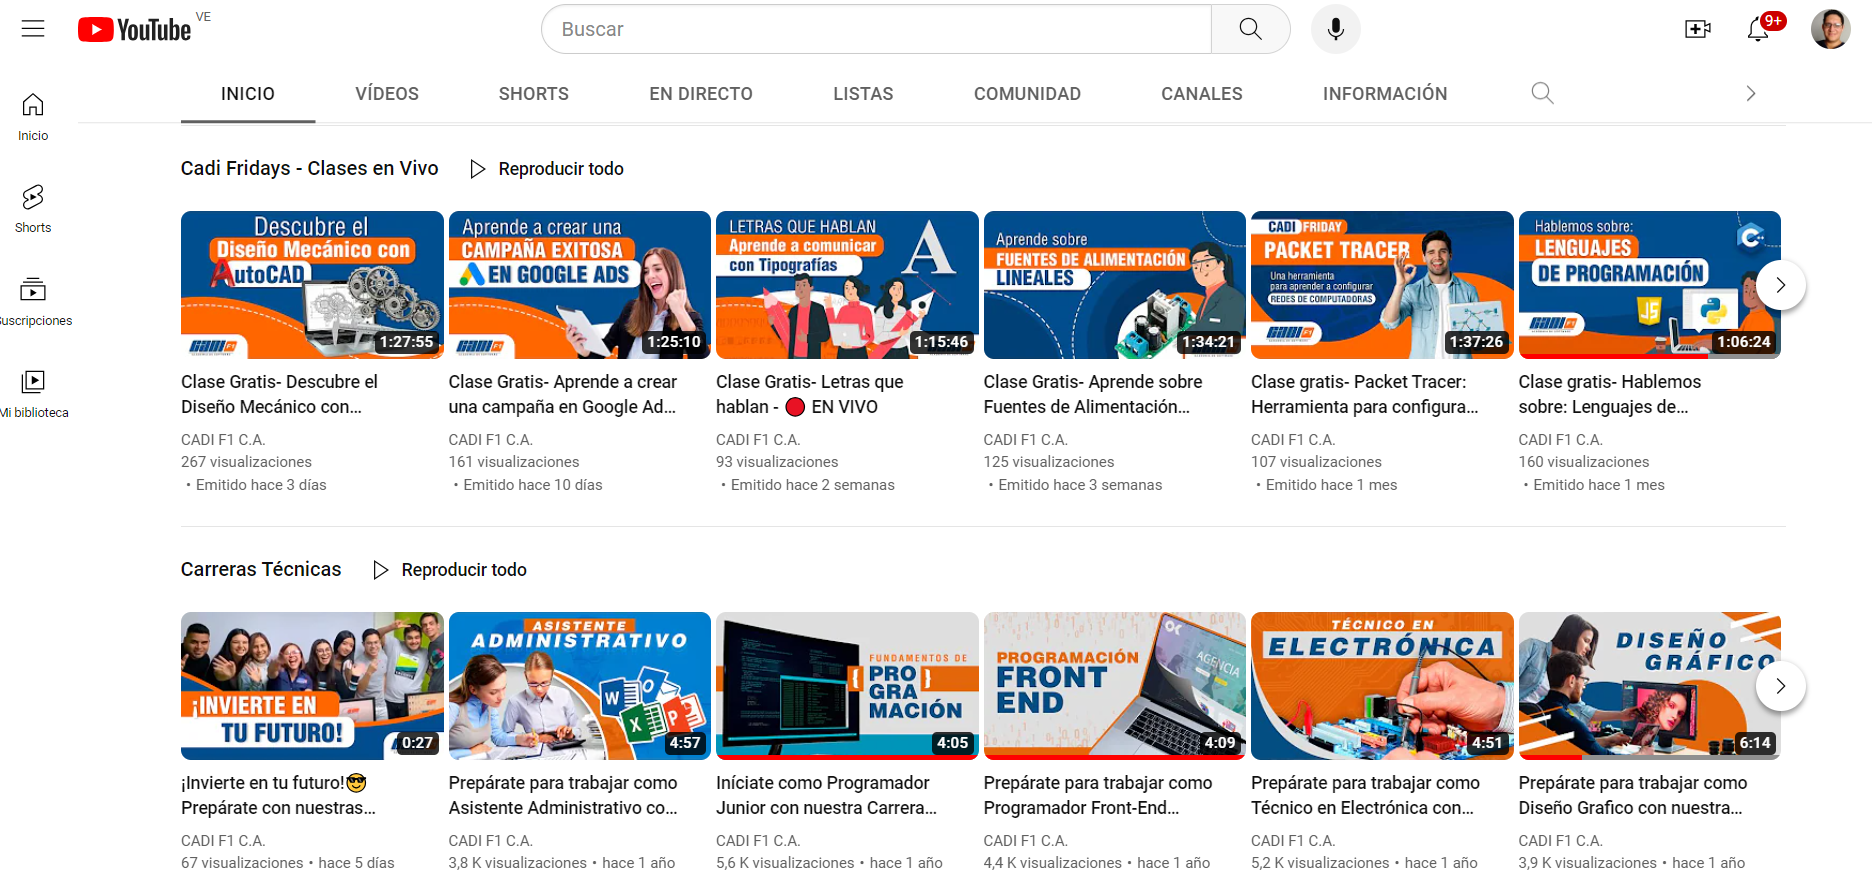 YouTube VE
Buscar
9+
INICIO VÍDEOS SHORTS EN DIRECTO LISTAS COMUNIDAD CANALES INFORMACIÓN
Inicio
Shorts
uscripciones
Mi biblioteca
Cadi Fridays - Clases en Vivo Reproducir todo
Descubre el
Diseño Mecánico con
AutoCAD
CADI F1
1:27:55
Clase Gratis- Descubre el
Diseño Mecánico con...
CADI F1 C.A.
267 visualizaciones
• Emitido hace 3 días
Aprende a crear una
CAMPAÑA EXITOSA
EN GOOGLE ADS
CADI F1
1:25:10
Clase Gratis- Aprende a crear
una campaña en Google Ad...
CADI F1 C.A.
161 visualizaciones
• Emitido hace 10 días
LETRAS QUE HABLAN
Aprende a comunicar
con Tipografías
A
1:15:46
Clase Gratis- Letras que
hablan - 🔴 EN VIVO
CADI F1 C.A.
93 visualizaciones
• Emitido hace 2 semanas
Aprende sobre
FUENTES DE ALIMENTACIÓN
LINEALES
1:34:21
Clase Gratis- Aprende sobre
Fuentes de Alimentación...
CADI F1 C.A.
125 visualizaciones
• Emitido hace 3 semanas
CADI FRIDAY
PACKET TRACER
Una herramienta
para aprender a configurar
REDES DE COMPUTADORAS
CADI F1
1:37:26
Clase gratis- Packet Tracer:
Herramienta para configura...
CADI F1 C.A.
107 visualizaciones
• Emitido hace 1 mes
Hablemos sobre:
LENGUAJES
DE PROGRAMACIÓN
C++
JS
CADI F1
1:06:24
Clase gratis- Hablemos
sobre: Lenguajes de...
CADI F1 C.A.
160 visualizaciones
• Emitido hace 1 mes
Carreras Técnicas Reproducir todo
¡INVIERTE EN
TU FUTURO!
0:27
¡Invierte en tu futuro!😎
Prepárate con nuestras...
CADI F1 C.A.
67 visualizaciones • hace 5 días
ASISTENTE
ADMINISTRATIVO
W O
X P
4:57
Prepárate para trabajar como
Asistente Administrativo co...
CADI F1 C.A.
3,8 K visualizaciones • hace 1 año
FUNDAMENTOS DE
{ PRO }
GRA
MACIÓN
4:05
Iníciate como Programador
Junior con nuestra Carrera...
CADI F1 C.A.
5,6 K visualizaciones • hace 1 año
PROGRAMACIÓN
FRONT
END
AGENCIA
4:09
Prepárate para trabajar como
Programador Front-End...
CADI F1 C.A.
4,4 K visualizaciones • hace 1 año
TÉCNICO EN
ELECTRÓNICA
4:51
Prepárate para trabajar como
Técnico en Electrónica con...
CADI F1 C.A.
5,2 K visualizaciones • hace 1 año
DISEÑO
GRÁFICO
6:14
Prepárate para trabajar como
Diseño Grafico con nuestra...
CADI F1 C.A.
3,9 K visualizaciones • hace 1 año